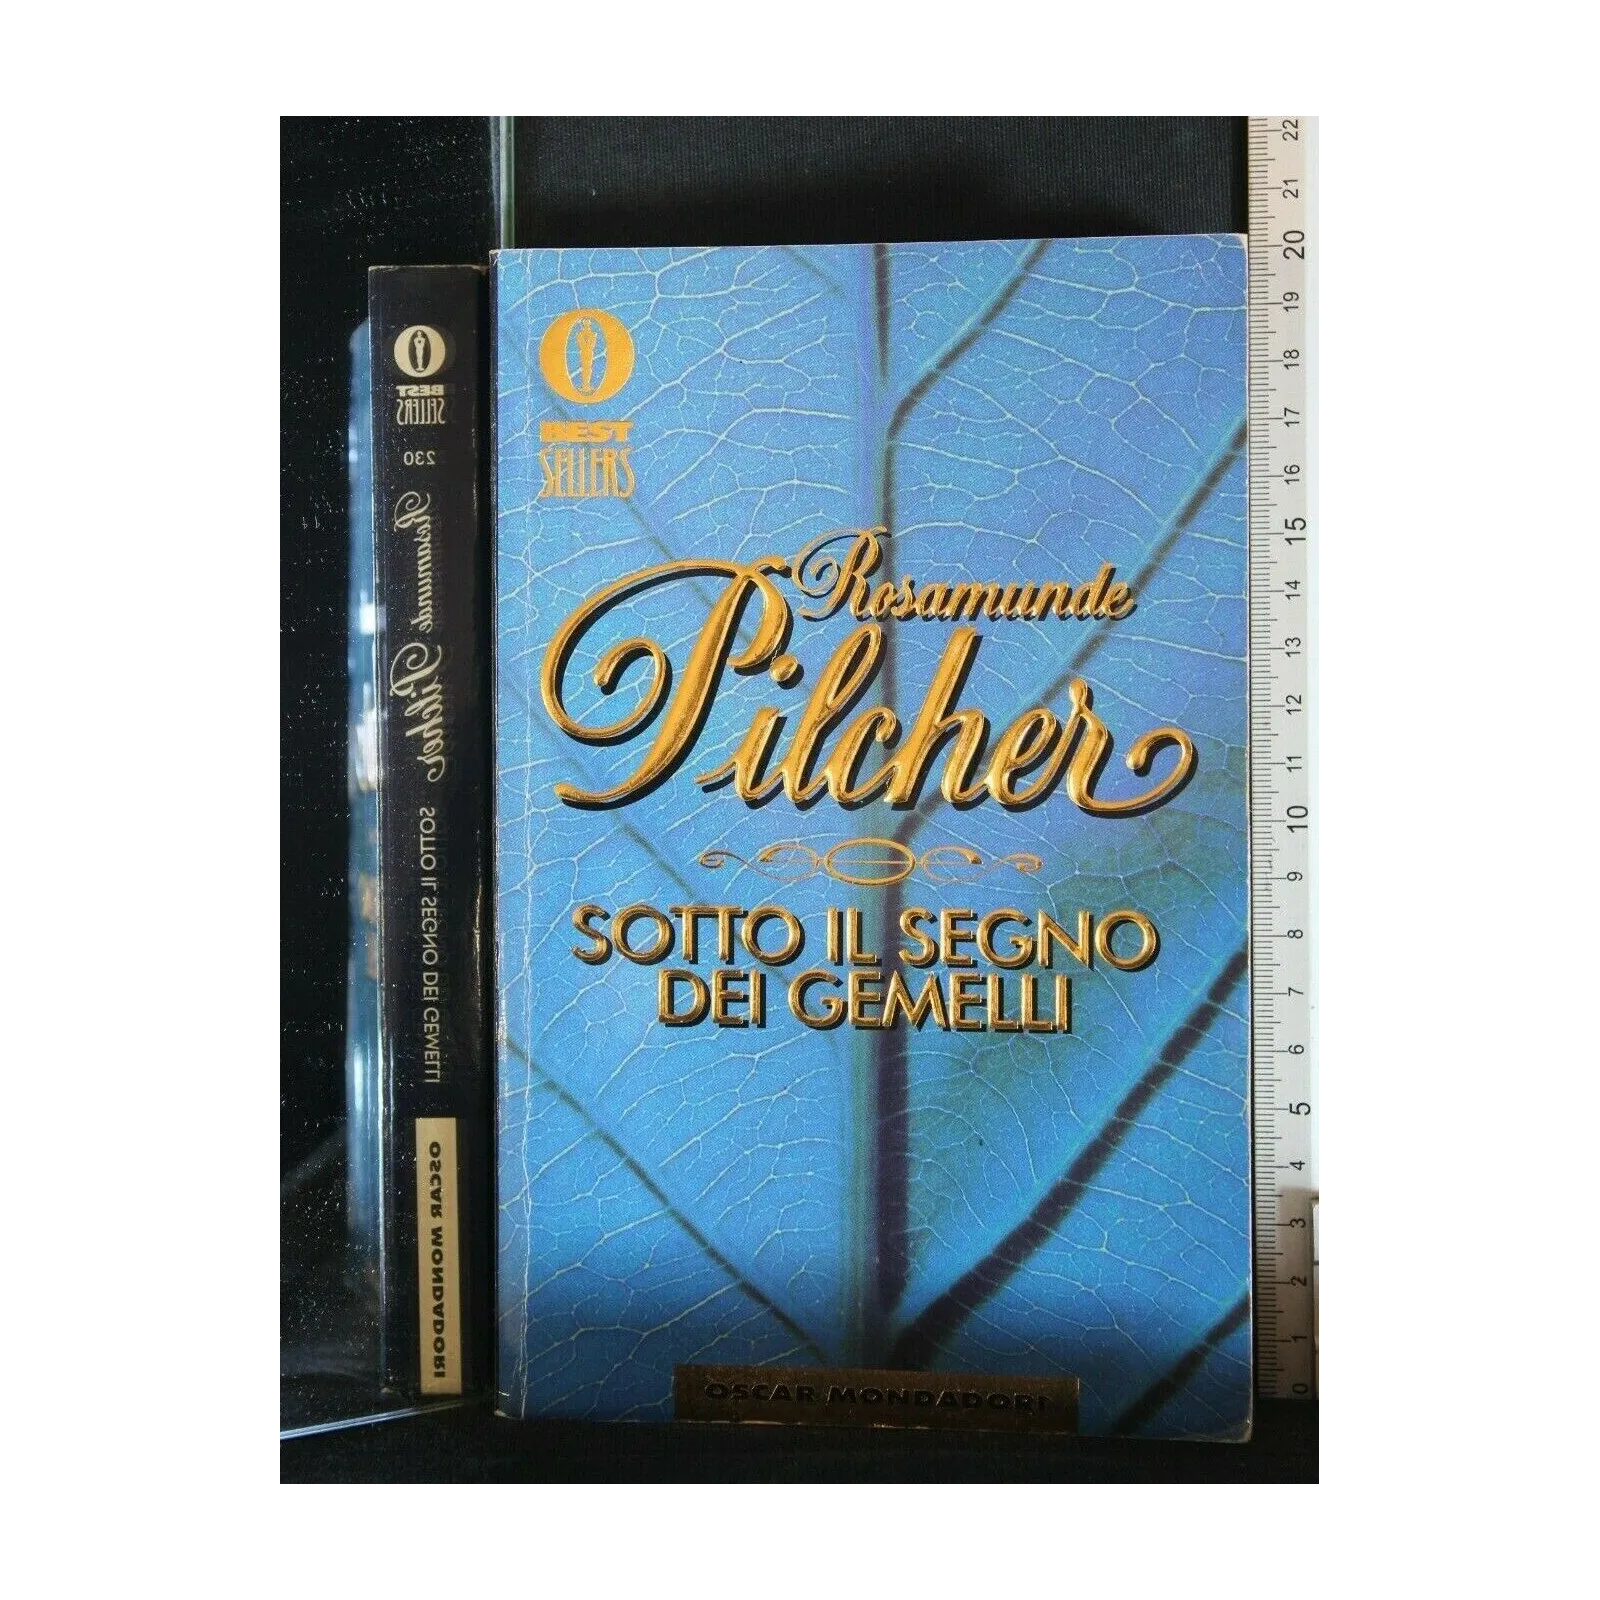 BEST
SELLERS
Rosamunde
Pilcher
SOTTO IL SEGNO
DEI GEMELLI
OSCAR MONDADORI
BEST
SELLERS
230
Rosamunde Pilcher
SOTTO IL SEGNO DEI GEMELLI
OSCAR MONDADORI
22
21
20
19
18
17
16
15
14
13
12
11
10
9
8
7
6
5
4
3
2
1
0